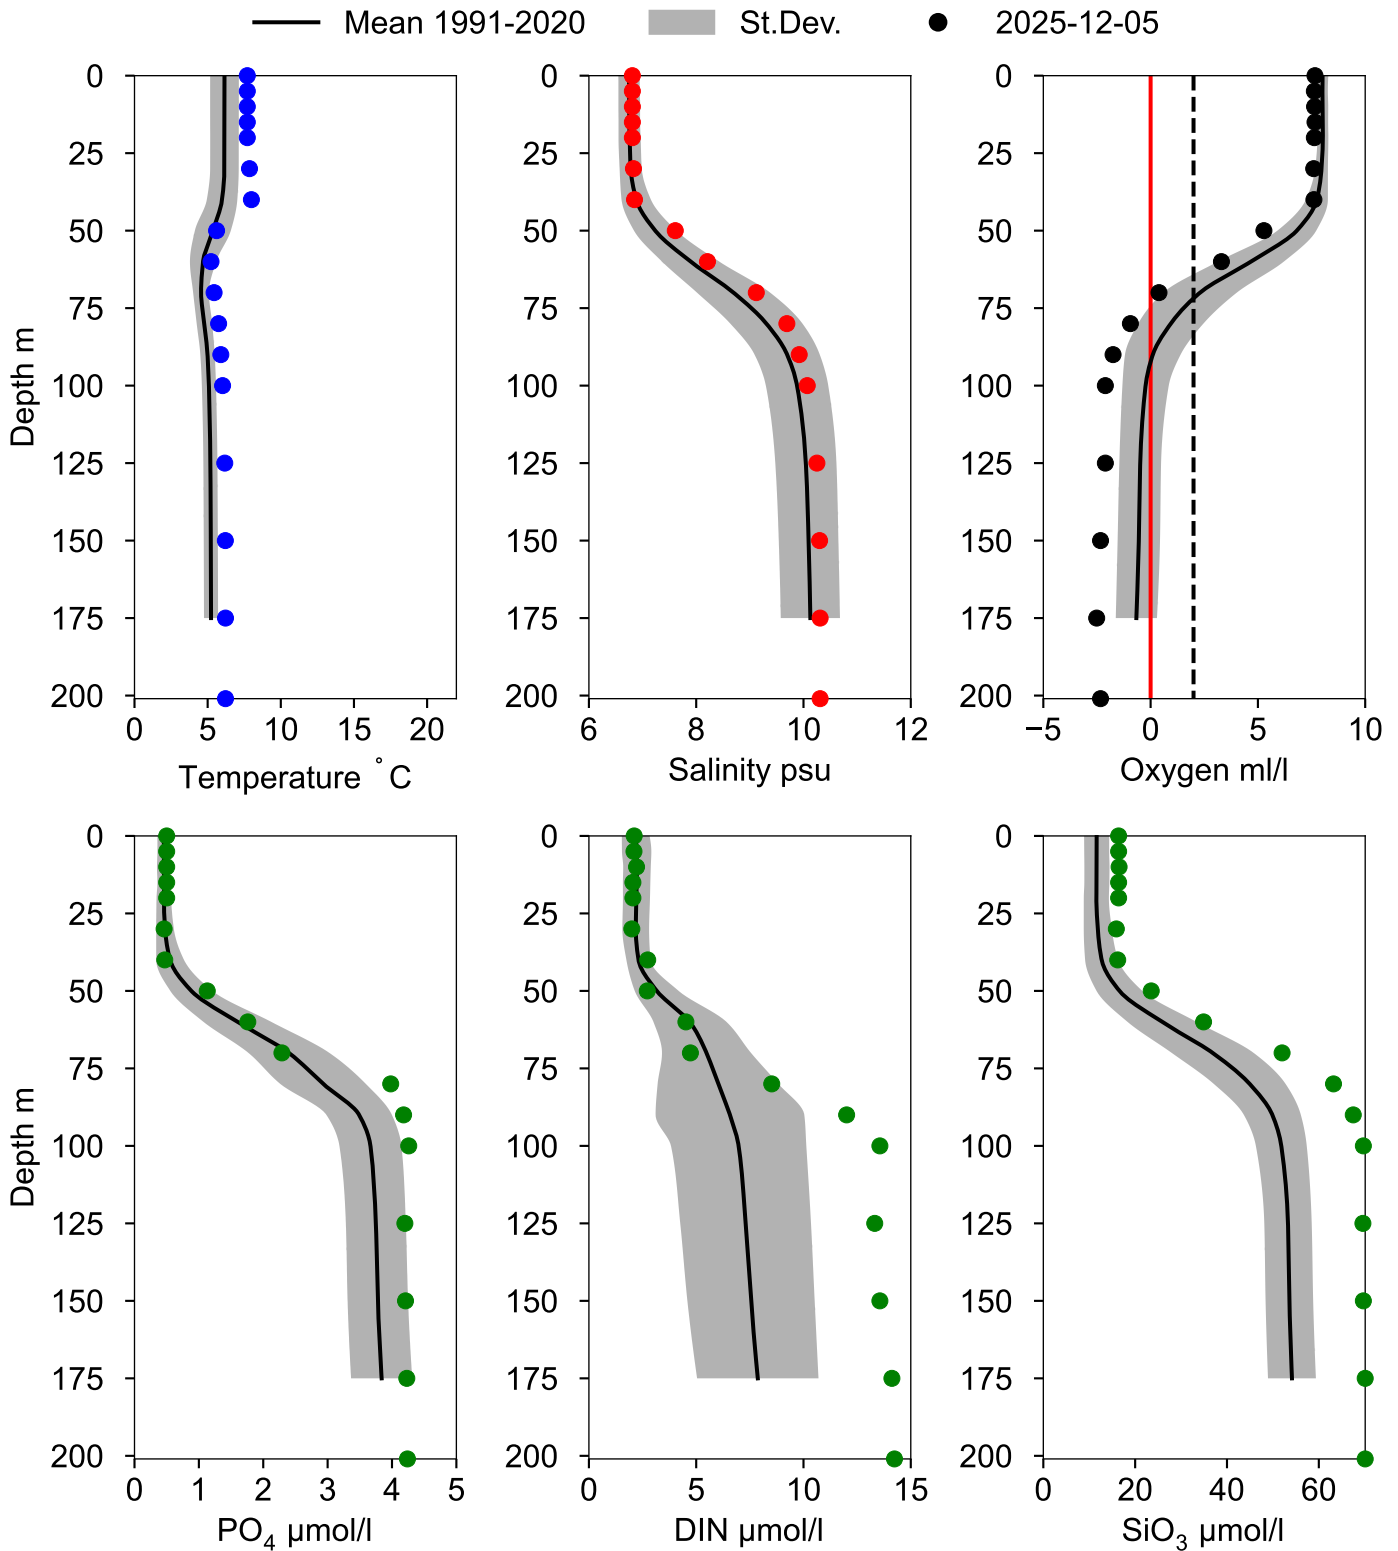 Mean 1991-2020 St.Dev. 2025-12-05
0 0 0
25 25 25
50 50 50
75 75 75
100 100 100
125 125 125
150 150 150
175 175 175
200 200 200
Depth m
0 5 10 15 20 6 8 10 12 −5 0 5 10
Temperature °C Salinity psu Oxygen ml/l
0 0 0
25 25 25
50 50 50
75 75 75
100 100 100
125 125 125
150 150 150
175 175 175
200 200 200
Depth m
0 1 2 3 4 5 0 5 10 15 0 20 40 60
PO₄ µmol/l DIN µmol/l SiO₃ µmol/l